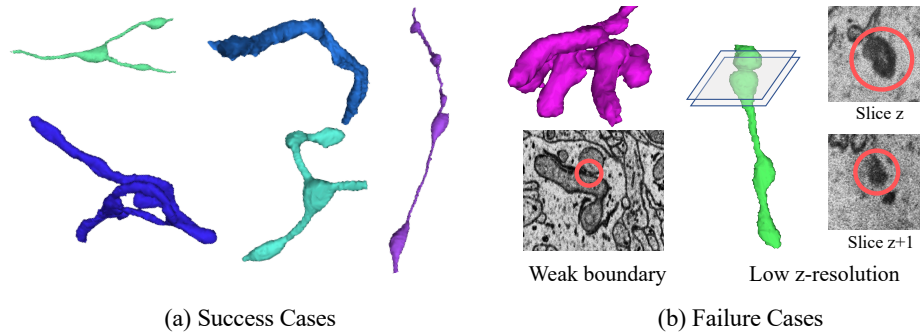 Slice z
Slice z+1
Weak boundary
Low z-resolution
(a) Success Cases
(b) Failure Cases